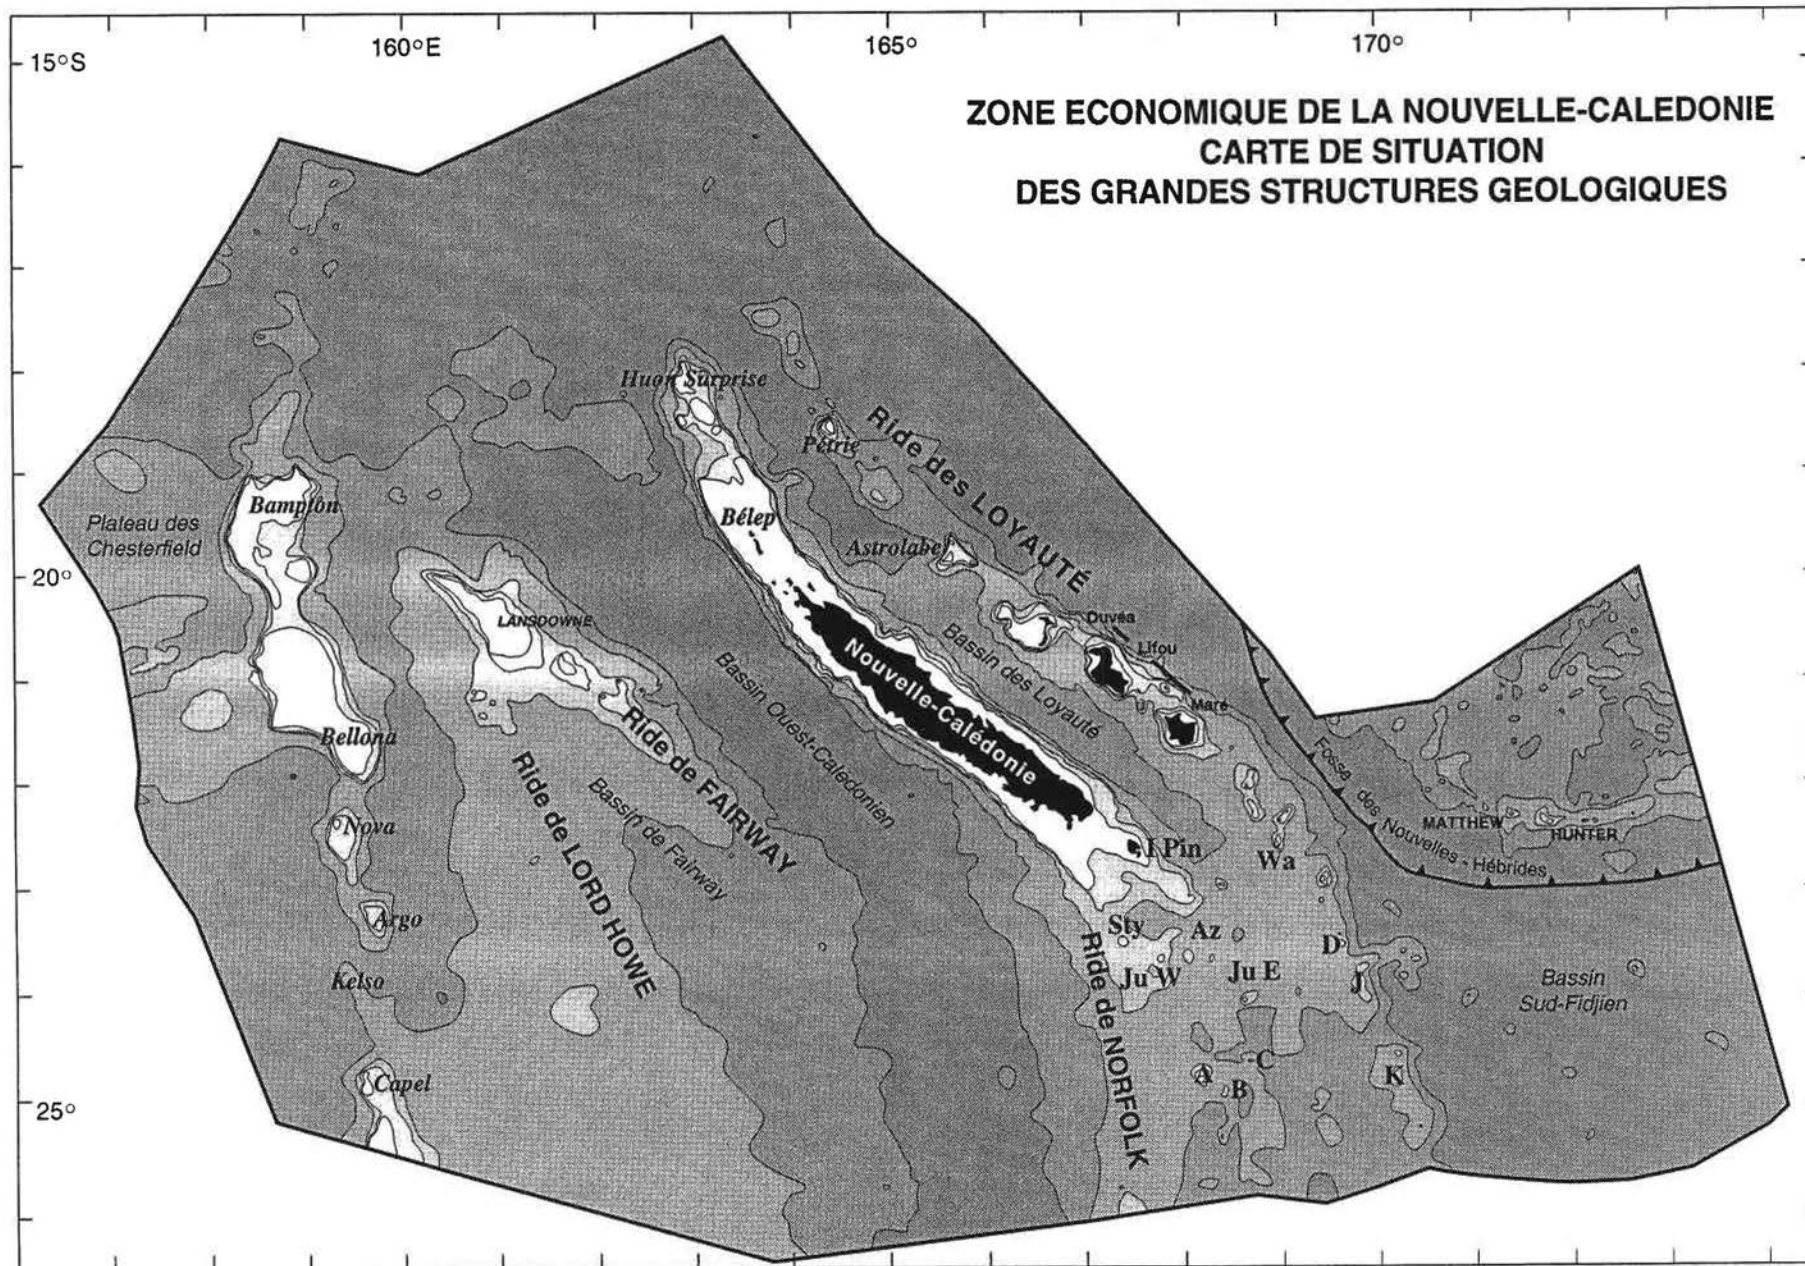 160°E
165°
170°
15°S
ZONE ECONOMIQUE DE LA NOUVELLE-CALEDONIE
CARTE DE SITUATION
DES GRANDES STRUCTURES GEOLOGIQUES
Huon Surprise
Ride des LOYAUTÉ
Pétrie
Bampton
Plateau des
Chesterfield
Bélep
Astrolabe
20°
LANSDOWNE
Ouvéa
Lifou
Maré
Bassin des Loyauté
Nouvelle-Calédonie
Bassin Ouest-Calédonien
Bellona
Ride de FAIRWAY
Ride de LORD HOWE
Bassin de Fairway
Fosse des Nouvelles - Hébrides
MATTHEW
HUNTER
Nova
I Pin
Wa
Argo
Sty
Az
D
Kelso
Ju W
Ju E
J
Bassin
Sud-Fidjien
Ride de NORFOLK
C
A
B
K
Capel
25°